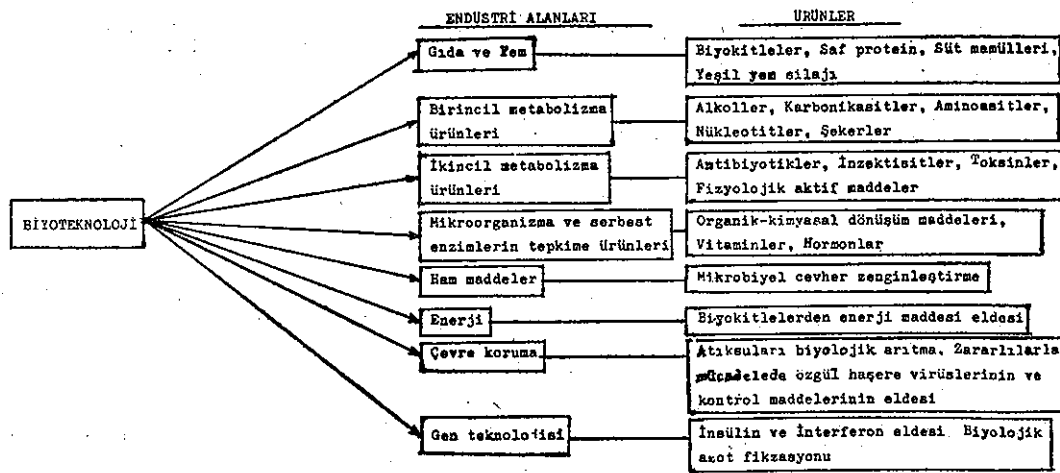 ENDÜSTRİ ALANLARI
ÜRÜNLER
BİYOTEKNOLOJİ
Gıda ve Yem
Biyokitleler, Saf protein, Süt mamülleri,
Yeşil yem silajı
Birincil metabolizma
ürünleri
Alkoller, Karbonikasitler, Aminoasitler,
Nükleotitler, Şekerler
İkincil metabolizma
ürünleri
Antibiyotikler, İnzektisitler, Toksinler,
Fizyolojik aktif maddeler
Mikroorganizma ve serbest
enzimlerin tepkime ürünleri
Organik-kimyasal dönüşüm maddeleri,
Vitaminler, Hormonlar
Ham maddeler
Mikrobiyel cevher zenginleştirme
Enerji
Biyokitlelerden enerji maddesi eldesi
Çevre koruma
Atıksuları biyolojik arıtma, Zararlılarla
mücadelede özgül haşere virüslerinin ve
kontrol maddelerinin eldesi
Gen teknolojisi
İnsülin ve İnterferon eldesi Biyolojik
azot fikzasyonu